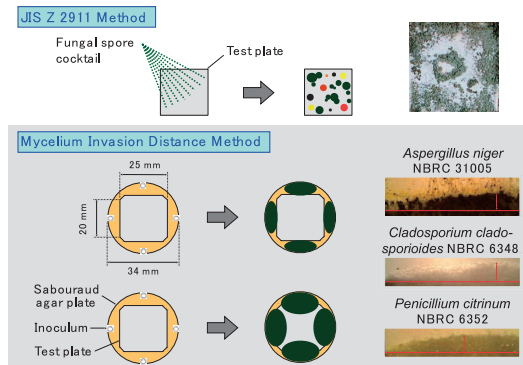 JIS Z 2911 Method
Fungal spore
cocktail
Test plate
Mycelium Invasion Distance Method
25 mm
20 mm
34 mm
Sabouraud
agar plate
Inoculum
Test plate
Aspergillus niger
NBRC 31005
Cladosporium clado-
sporioides NBRC 6348
Penicillium citrinum
NBRC 6352